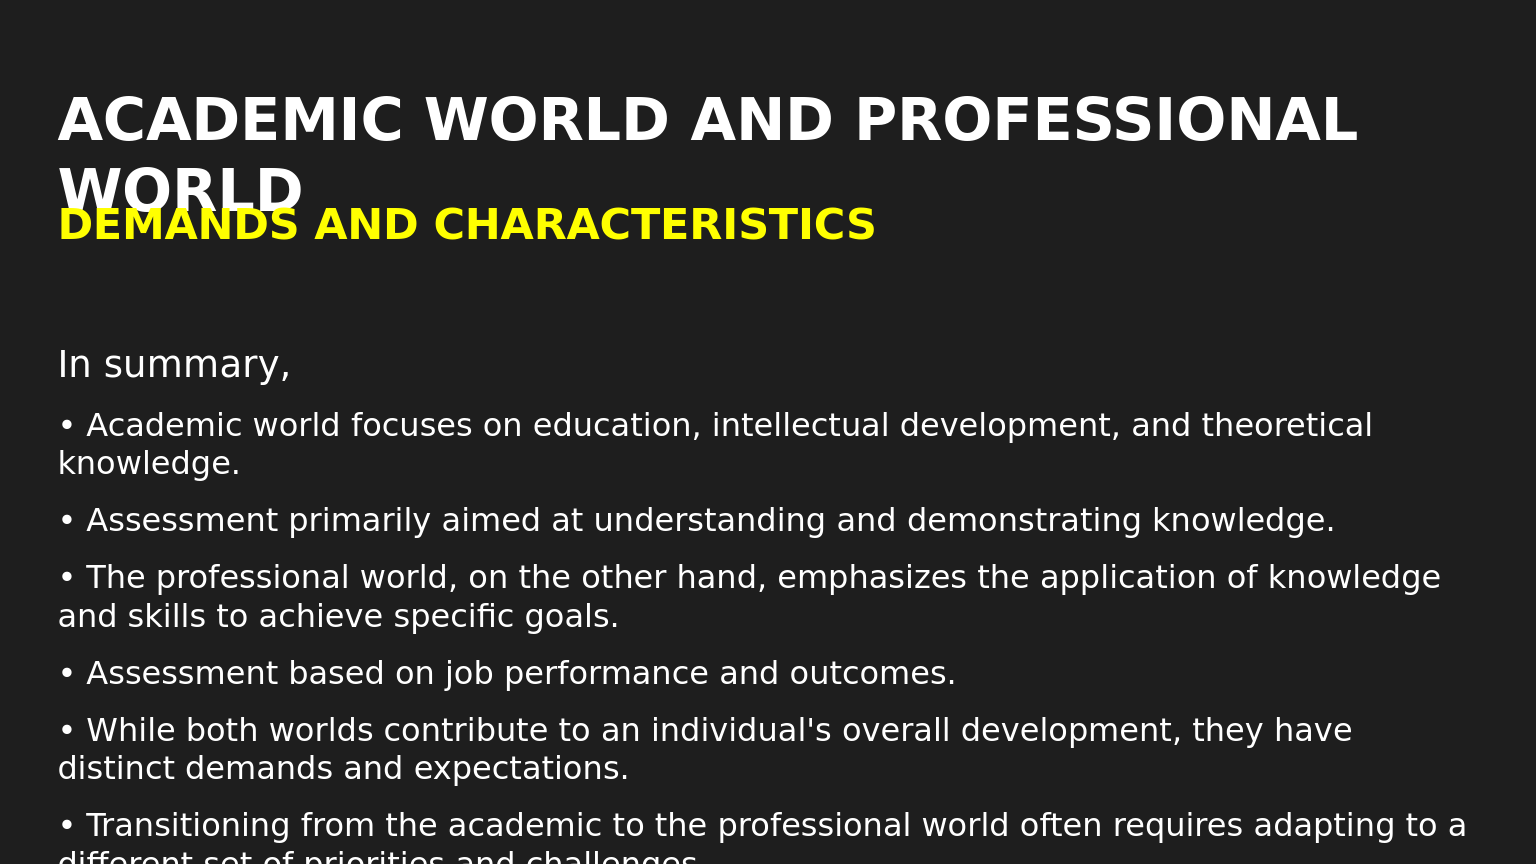 ACADEMIC WORLD AND PROFESSIONAL
WORLD
DEMANDS AND CHARACTERISTICS
In summary,
• Academic world focuses on education, intellectual development, and theoretical
knowledge.
• Assessment primarily aimed at understanding and demonstrating knowledge.
• The professional world, on the other hand, emphasizes the application of knowledge
and skills to achieve specific goals.
• Assessment based on job performance and outcomes.
• While both worlds contribute to an individual's overall development, they have
distinct demands and expectations.
• Transitioning from the academic to the professional world often requires adapting to a
different set of priorities and challenges.